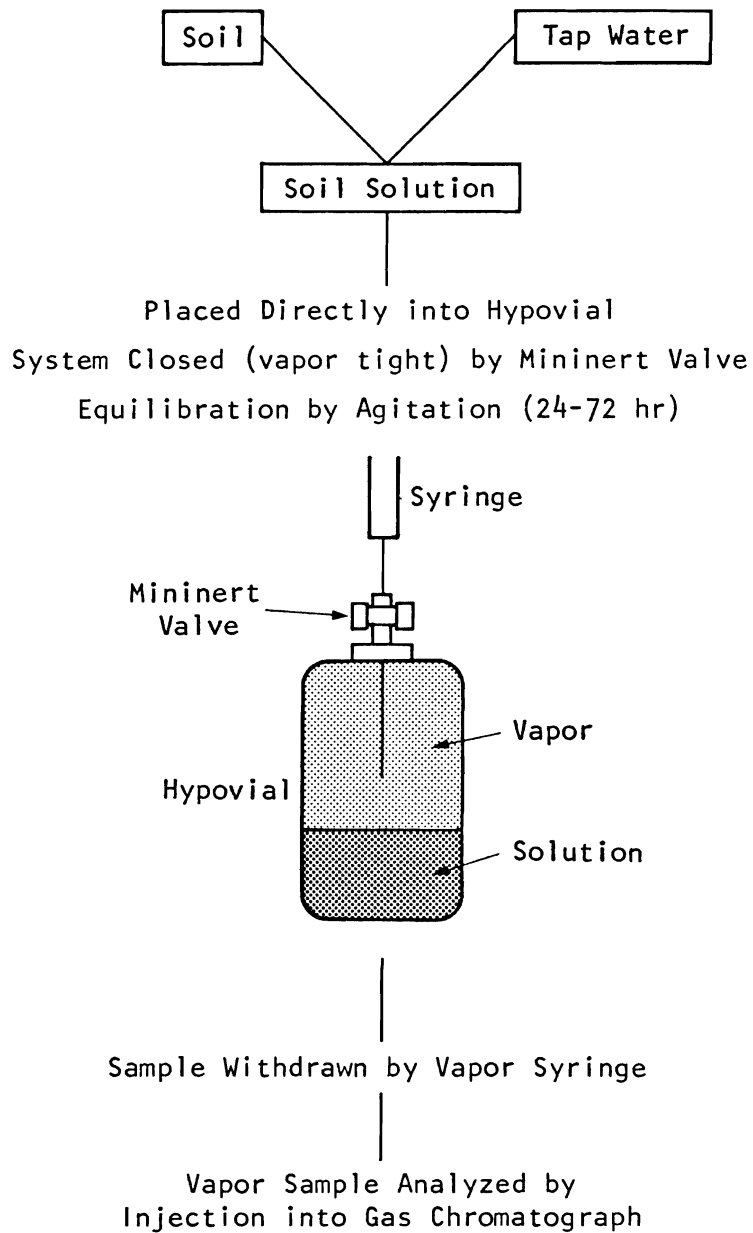 Soil
Tap Water
Soil Solution
Placed Directly into Hypovial
System Closed (vapor tight) by Mininert Valve
Equilibration by Agitation (24-72 hr)
Syringe
Mininert
Valve
Vapor
Hypovial
Solution
Sample Withdrawn by Vapor Syringe
Vapor Sample Analyzed by
Injection into Gas Chromatograph